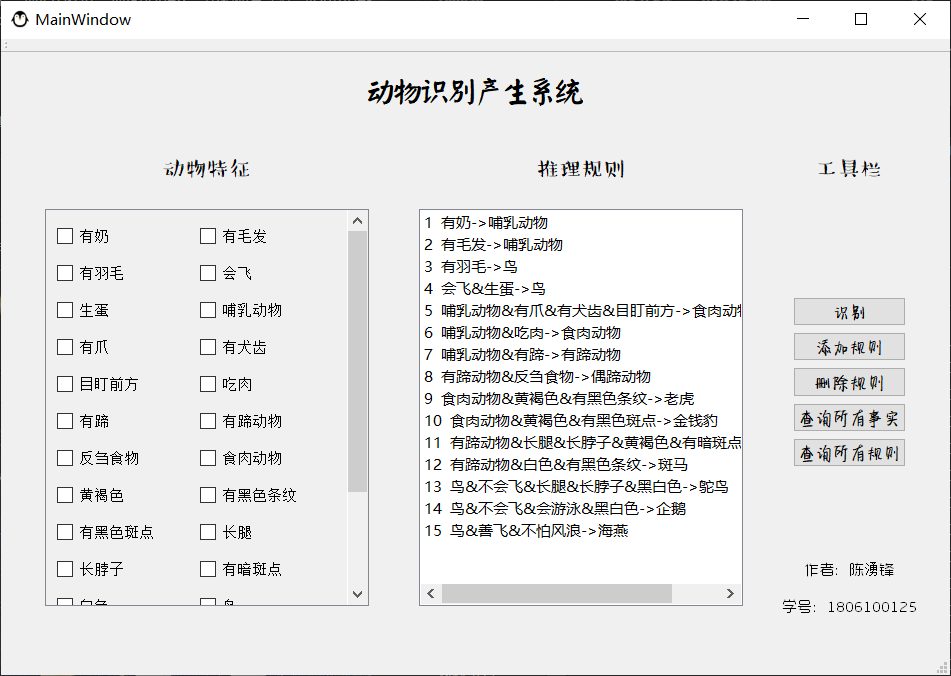 MainWindow
动物识别产生系统
动物特征
推理规则
工具栏
有奶
有毛发
有羽毛
会飞
生蛋
哺乳动物
有爪
有犬齿
目盯前方
吃肉
有蹄
有蹄动物
反刍食物
食肉动物
黄褐色
有黑色条纹
有黑色斑点
长腿
长脖子
有暗斑点
白色
鸟
1 有奶->哺乳动物
2 有毛发->哺乳动物
3 有羽毛->鸟
4 会飞&生蛋->鸟
5 哺乳动物&有爪&有犬齿&目盯前方->食肉动物
6 哺乳动物&吃肉->食肉动物
7 哺乳动物&有蹄->有蹄动物
8 有蹄动物&反刍食物->偶蹄动物
9 食肉动物&黄褐色&有黑色条纹->老虎
10 食肉动物&黄褐色&有黑色斑点->金钱豹
11 有蹄动物&长腿&长脖子&黄褐色&有暗斑点
12 有蹄动物&白色&有黑色条纹->斑马
13 鸟&不会飞&长腿&长脖子&黑白色->鸵鸟
14 鸟&不会飞&会游泳&黑白色->企鹅
15 鸟&善飞&不怕风浪->海燕
识别
添加规则
删除规则
查询所有事实
查询所有规则
作者: 陈湧锋
学号: 1806100125